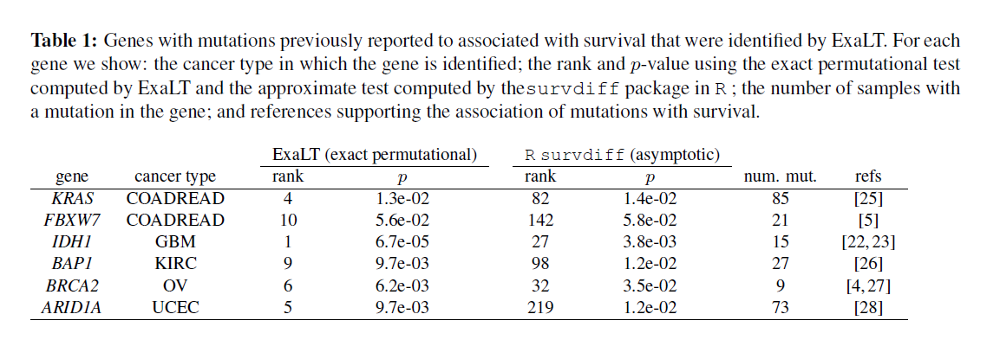 Table 1: Genes with mutations previously reported to associated with survival that were identified by ExaLT. For each
gene we show: the cancer type in which the gene is identified; the rank and p-value using the exact permutational test
computed by ExaLT and the approximate test computed by thesurvdiff package in R ; the number of samples with
a mutation in the gene; and references supporting the association of mutations with survival.
ExaLT (exact permutational) R survdiff (asymptotic)
gene cancer type rank p rank p num. mut. refs
KRAS COADREAD 4 1.3e-02 82 1.4e-02 85 [25]
FBXW7 COADREAD 10 5.6e-02 142 5.8e-02 21 [5]
IDH1 GBM 1 6.7e-05 27 3.8e-03 15 [22,23]
BAP1 KIRC 9 9.7e-03 98 1.2e-02 27 [26]
BRCA2 OV 6 6.2e-03 32 3.5e-02 9 [4,27]
ARID1A UCEC 5 9.7e-03 219 1.2e-02 73 [28]